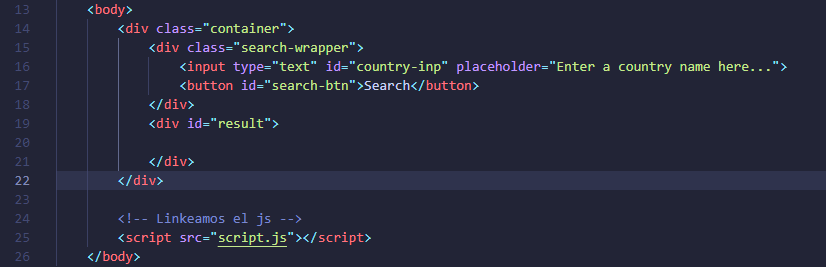 13 <body>
14 <div class="container">
15 <div class="search-wrapper">
16 <input type="text" id="country-inp" placeholder="Enter a country name here...">
17 <button id="search-btn">Search</button>
18 </div>
19 <div id="result">
20
21 </div>
22 </div>
23
24 <!-- Linkeamos el js -->
25 <script src="script.js"></script>
26 </body>